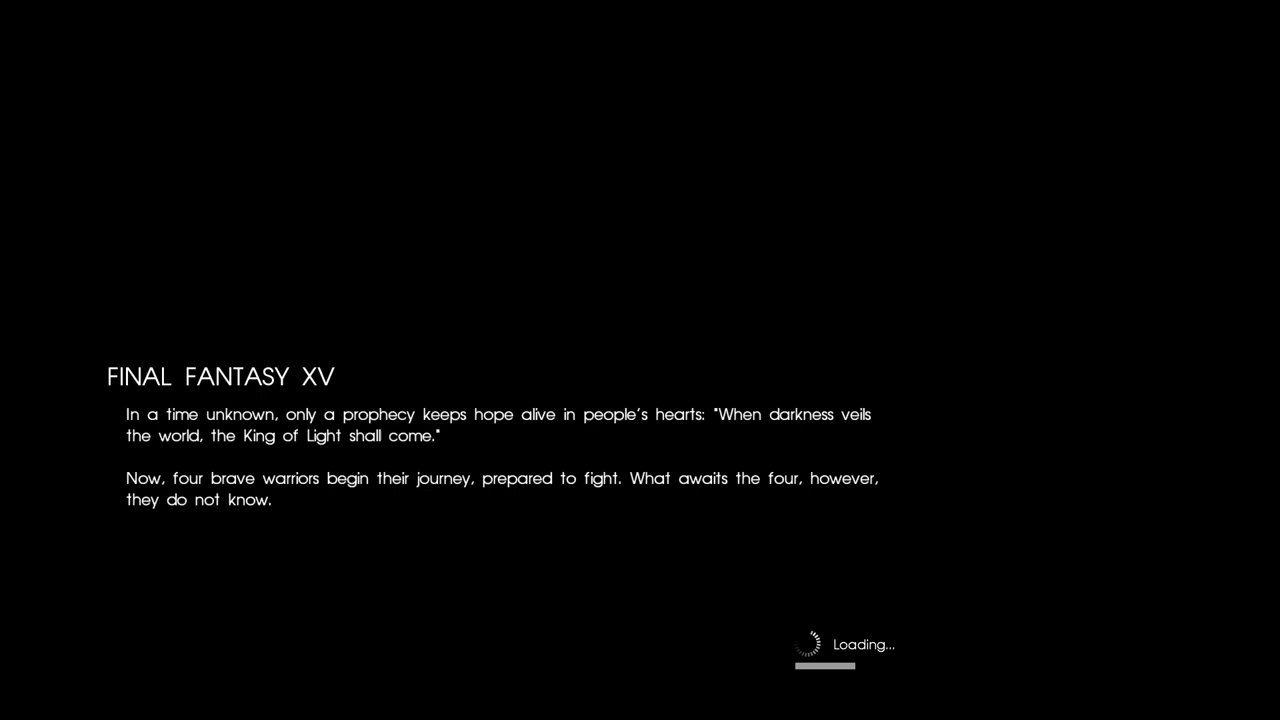 FINAL FANTASY XV
In a time unknown, only a prophecy keeps hope alive in people's hearts: "When darkness veils
the world, the King of Light shall come."
Now, four brave warriors begin their journey, prepared to fight. What awaits the four, however,
they do not know.
Loading...